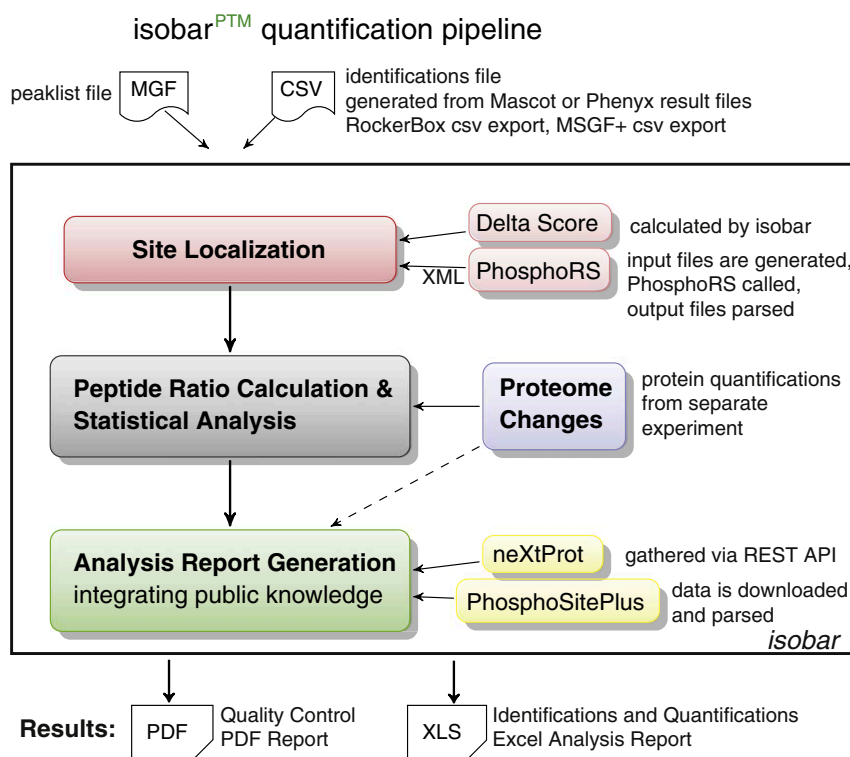 isobarPTM quantification pipeline
peaklist file
MGF
CSV
identifications file
generated from Mascot or Phenyx result files
RockerBox csv export, MSGF+ csv export
Site Localization
Delta Score
calculated by isobar
XML
PhosphoRS
input files are generated,
PhosphoRS called,
output files parsed
Peptide Ratio Calculation &
Statistical Analysis
Proteome
Changes
protein quantifications
from separate
experiment
Analysis Report Generation
integrating public knowledge
neXtProt
gathered via REST API
PhosphoSitePlus
data is downloaded
and parsed
isobar
Results:
PDF
Quality Control
PDF Report
XLS
Identifications and Quantifications
Excel Analysis Report